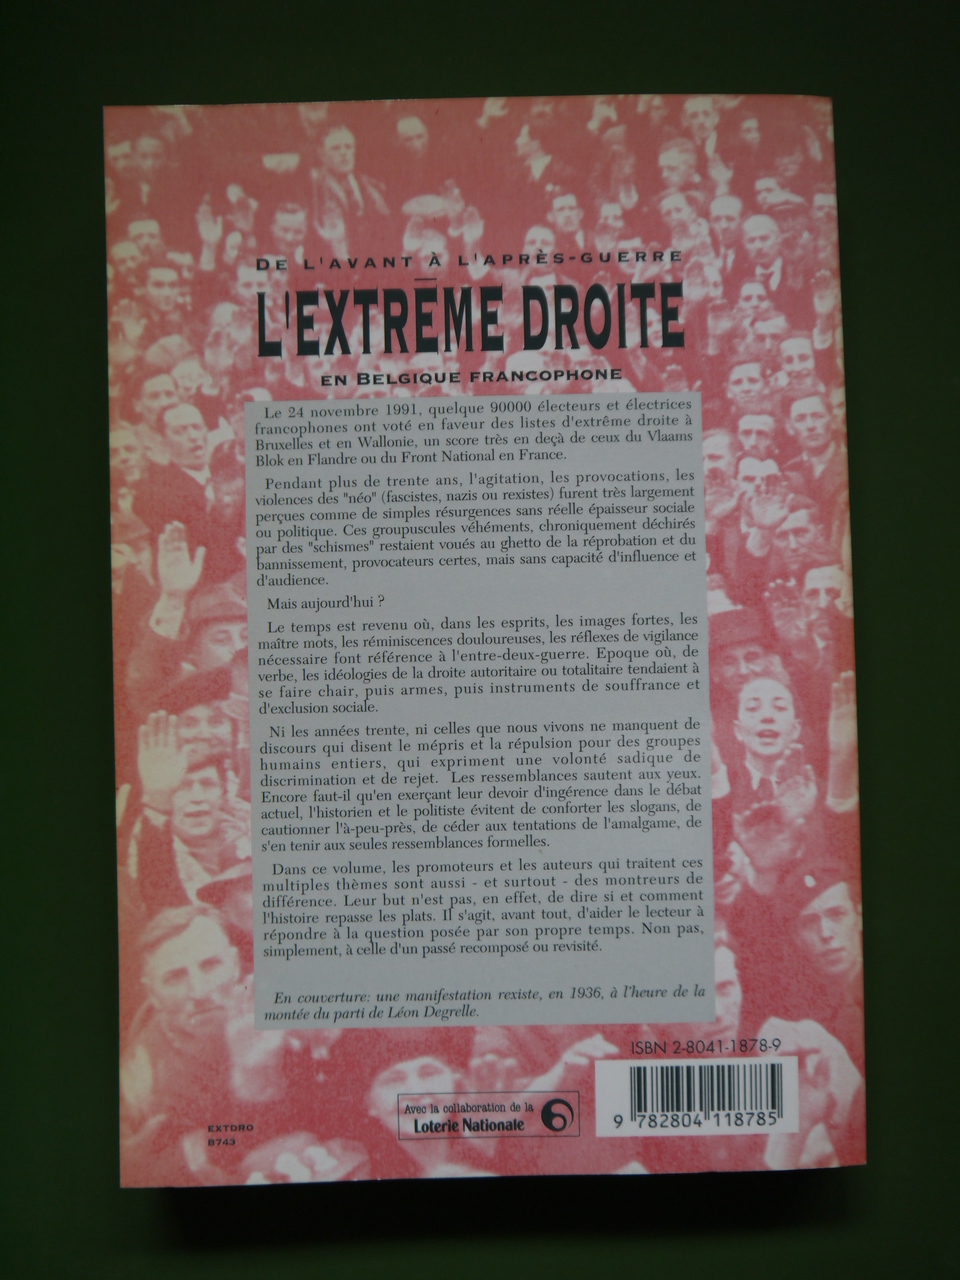 DE L'AVANT À L'APRÈS-GUERRE
L'EXTRÊME DROITE
EN BELGIQUE FRANCOPHONE
Le 24 novembre 1991, quelque 90000 électeurs et électrices
francophones ont voté en faveur des listes d'extrême droite à
Bruxelles et en Wallonie, un score très en deçà de ceux du Vlaams
Blok en Flandre ou du Front National en France.
Pendant plus de trente ans, l'agitation, les provocations, les
violences des "néo" (fascistes, nazis ou rexistes) furent très largement
perçues comme de simples résurgences sans réelle épaisseur sociale
ou politique. Ces groupuscules véhéments, chroniquement déchirés
par des "schismes" restaient voués au ghetto de la réprobation et du
bannissement, provocateurs certes, mais sans capacité d'influence et
d'audience.
Mais aujourd'hui ?
Le temps est revenu où, dans les esprits, les images fortes, les
maître mots, les réminiscences douloureuses, les réflexes de vigilance
nécessaire font référence à l'entre-deux-guerre. Epoque où, de
verbe, les idéologies de la droite autoritaire ou totalitaire tendaient à
se faire chair, puis armes, puis instruments de souffrance et
d'exclusion sociale.
Ni les années trente, ni celles que nous vivons ne manquent de
discours qui disent le mépris et la répulsion pour des groupes
humains entiers, qui expriment une volonté sadique de
discrimination et de rejet. Les ressemblances sautent aux yeux.
Encore faut-il qu'en exerçant leur devoir d'ingérence dans le débat
actuel, l'historien et le politiste évitent de conforter les slogans, de
cautionner l'à-peu-près, de céder aux tentations de l'amalgame, de
s'en tenir aux seules ressemblances formelles.
Dans ce volume, les promoteurs et les auteurs qui traitent ces
multiples thèmes sont aussi - et surtout - des montreurs de
différence. Leur but n'est pas, en effet, de dire si et comment
l'histoire repasse les plats. Il s'agit, avant tout, d'aider le lecteur à
répondre à la question posée par son propre temps. Non pas,
simplement, à celle d'un passé recomposé ou revisité.
En couverture: une manifestation rexiste, en 1936, à l'heure de la
montée du parti de Léon Degrelle.
ISBN 2-8041-1878-9
9 782804 118785
Avec la collaboration de la
Loterie Nationale
EXTDRO
B743